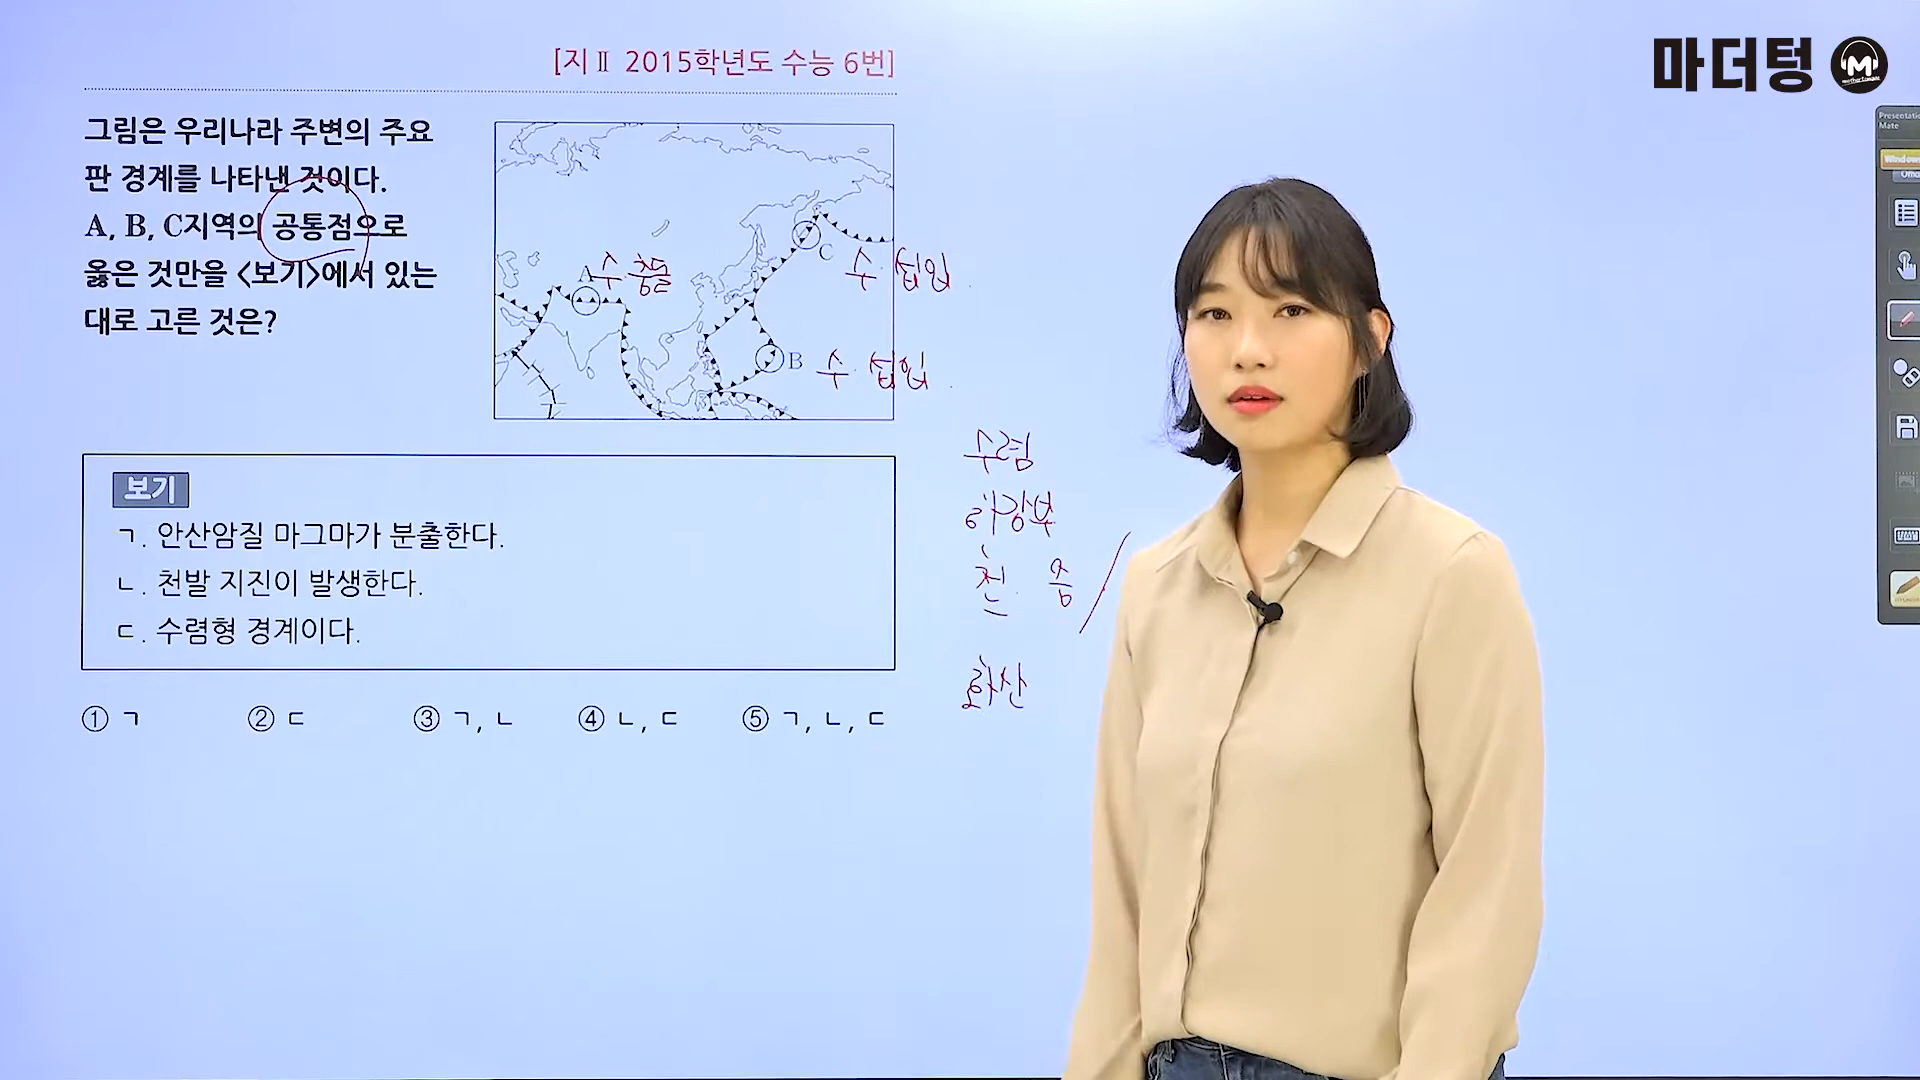 마더텅
[지Ⅱ 2015학년도 수능 6번]
그림은 우리나라 주변의 주요
판 경계를 나타낸 것이다.
A, B, C지역의 공통점으로
옳은 것만을 <보기>에서 있는
대로 고른 것은?
A 수 충돌
C 수 섭입
B 수 섭입
수렴
하강부
천 중
화산
보기
ㄱ. 안산암질 마그마가 분출한다.
ㄴ. 천발 지진이 발생한다.
ㄷ. 수렴형 경계이다.
① ㄱ ② ㄷ ③ ㄱ, ㄴ ④ ㄴ, ㄷ ⑤ ㄱ, ㄴ, ㄷ